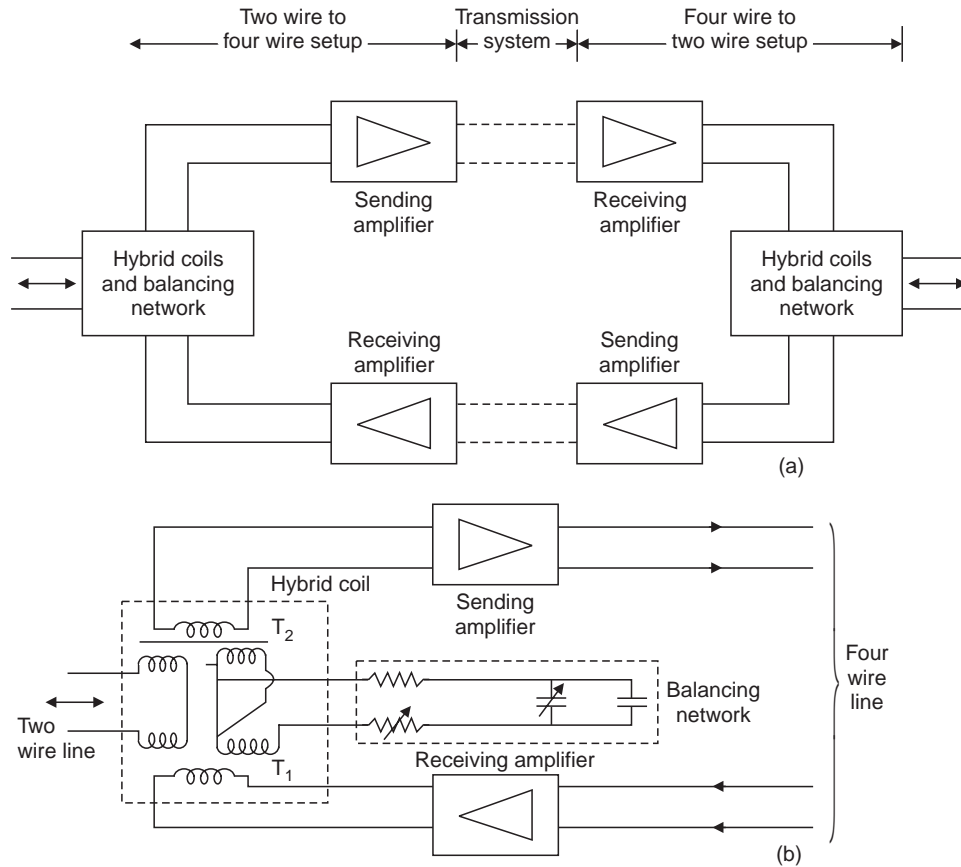 Two wire to
four wire setup
Transmission
system
Four wire to
two wire setup
Sending
amplifier
Receiving
amplifier
Hybrid coils
and balancing
network
Hybrid coils
and balancing
network
Receiving
amplifier
Sending
amplifier
(a)
Hybrid coil
Sending
amplifier
T2
Two
wire line
Balancing
network
Four
wire
line
T1
Receiving amplifier
(b)